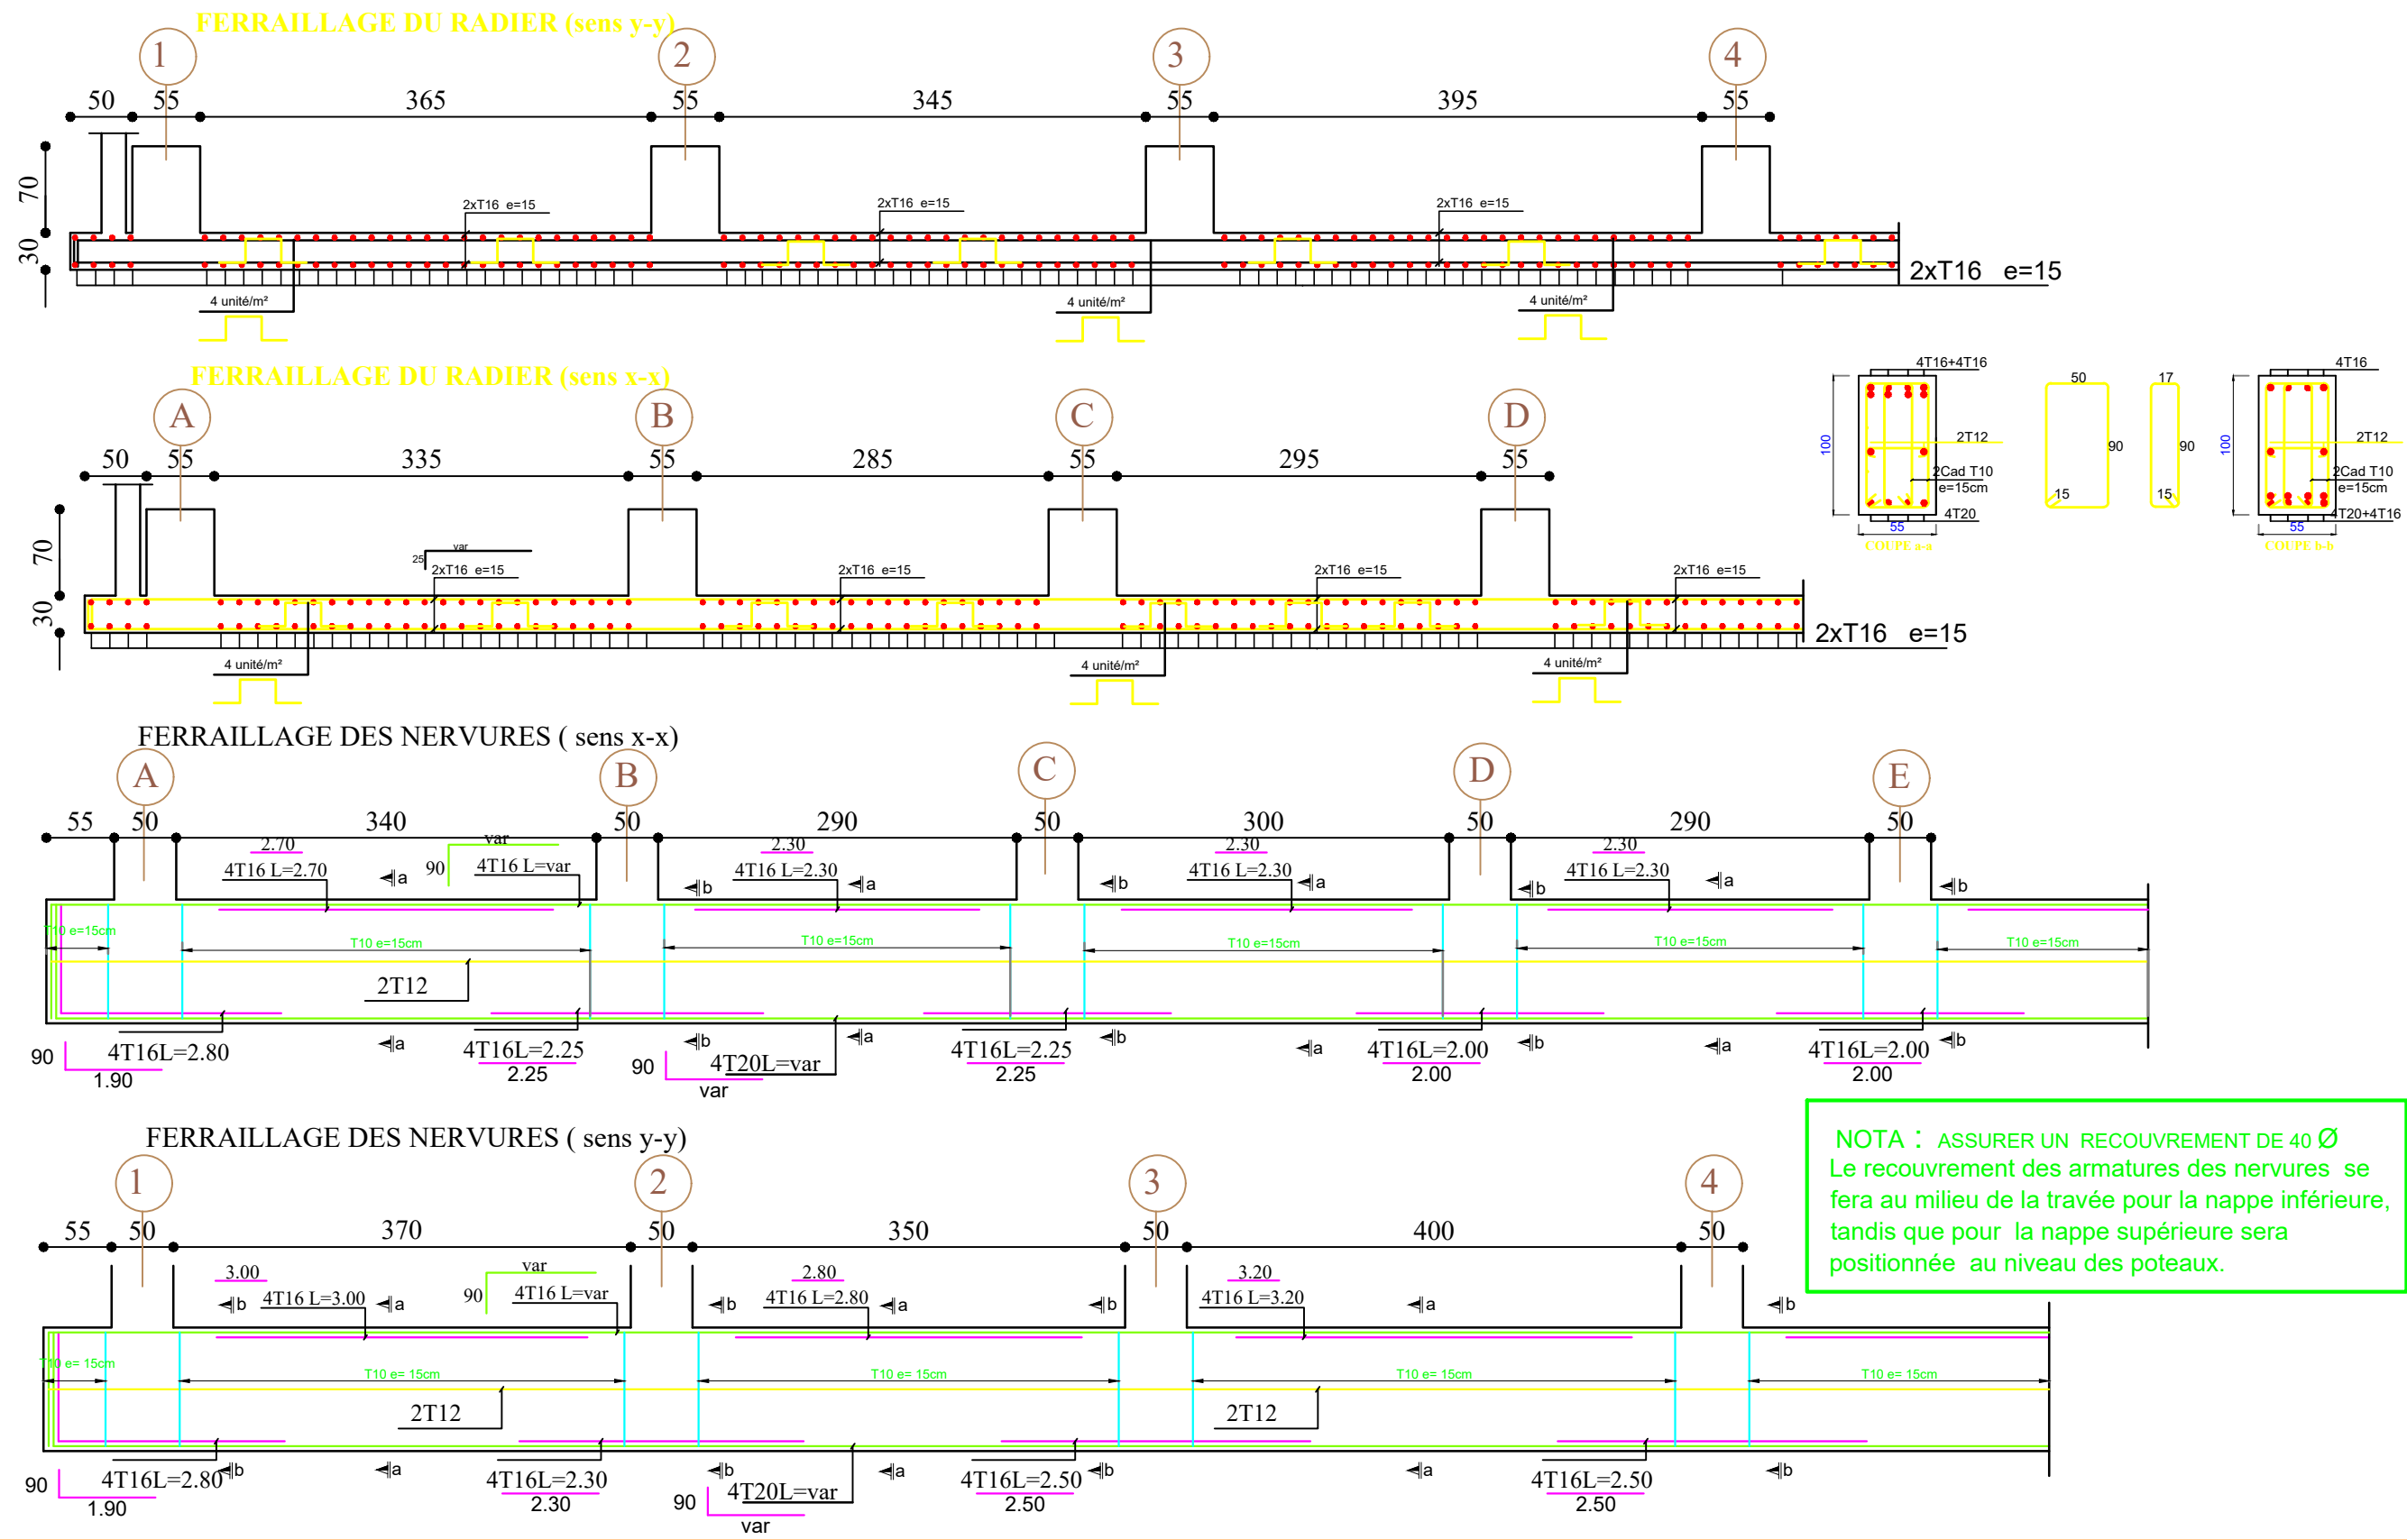 FERRAILLAGE DU RADIER (sens y-y)
1
2
3
4
50
55
365
55
345
55
395
55
70
30
2xT16 e=15
2xT16 e=15
2xT16 e=15
2xT16 e=15
4 unité/m²
4 unité/m²
4 unité/m²
FERRAILLAGE DU RADIER (sens x-x)
A
B
C
D
50
55
335
55
285
55
295
55
70
30
var
25
2xT16 e=15
2xT16 e=15
2xT16 e=15
2xT16 e=15
2xT16 e=15
4 unité/m²
4 unité/m²
4 unité/m²
4T16+4T16
100
2T12
2Cad T10
e=15cm
4T20
55
COUPE a-a
50
90
15
17
90
15
4T16
100
2T12
2Cad T10
e=15cm
4T20+4T16
55
COUPE b-b
FERRAILLAGE DES NERVURES ( sens x-x)
A
B
C
D
E
55
50
340
50
290
50
300
50
290
50
2.70
var
2.30
2.30
2.30
4T16 L=2.70
90
4T16 L=var
4T16 L=2.30
4T16 L=2.30
4T16 L=2.30
a
b
a
b
a
b
a
b
T10 e=15cm
T10 e=15cm
T10 e=15cm
T10 e=15cm
T10 e=15cm
T10 e=15cm
2T12
a
b
a
b
a
b
a
b
90
4T16L=2.80
1.90
4T16L=2.25
2.25
90
4T20L=var
var
4T16L=2.25
2.25
4T16L=2.00
2.00
4T16L=2.00
2.00
NOTA : ASSURER UN RECOUVREMENT DE 40 Ø
Le recouvrement des armatures des nervures se
fera au milieu de la travée pour la nappe inférieure,
tandis que pour la nappe supérieure sera
positionnée au niveau des poteaux.
FERRAILLAGE DES NERVURES ( sens y-y)
1
2
3
4
55
50
370
50
350
50
400
50
3.00
var
2.80
3.20
b
4T16 L=3.00
a
90
4T16 L=var
b
4T16 L=2.80
a
b
4T16 L=3.20
a
b
T10 e= 15cm
T10 e= 15cm
T10 e= 15cm
T10 e= 15cm
T10 e= 15cm
2T12
2T12
90
4T16L=2.80
1.90
b
a
4T16L=2.30
2.30
b
90
4T20L=var
var
a
4T16L=2.50
2.50
b
a
4T16L=2.50
2.50
b